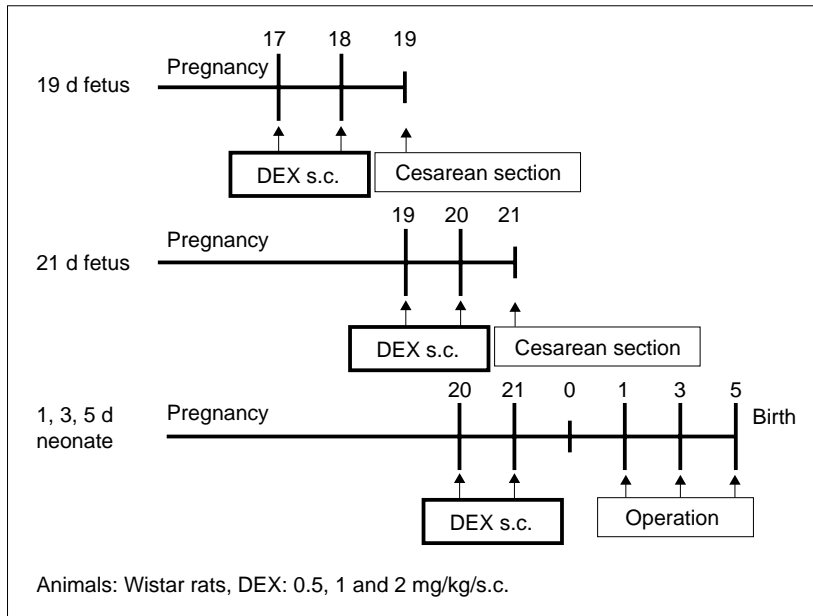 17 18 19
Pregnancy
19 d fetus
DEX s.c. Cesarean section
19 20 21
Pregnancy
21 d fetus
DEX s.c. Cesarean section
20 21 0 1 3 5
1, 3, 5 d
neonate
Pregnancy
Birth
DEX s.c. Operation
Animals: Wistar rats, DEX: 0.5, 1 and 2 mg/kg/s.c.